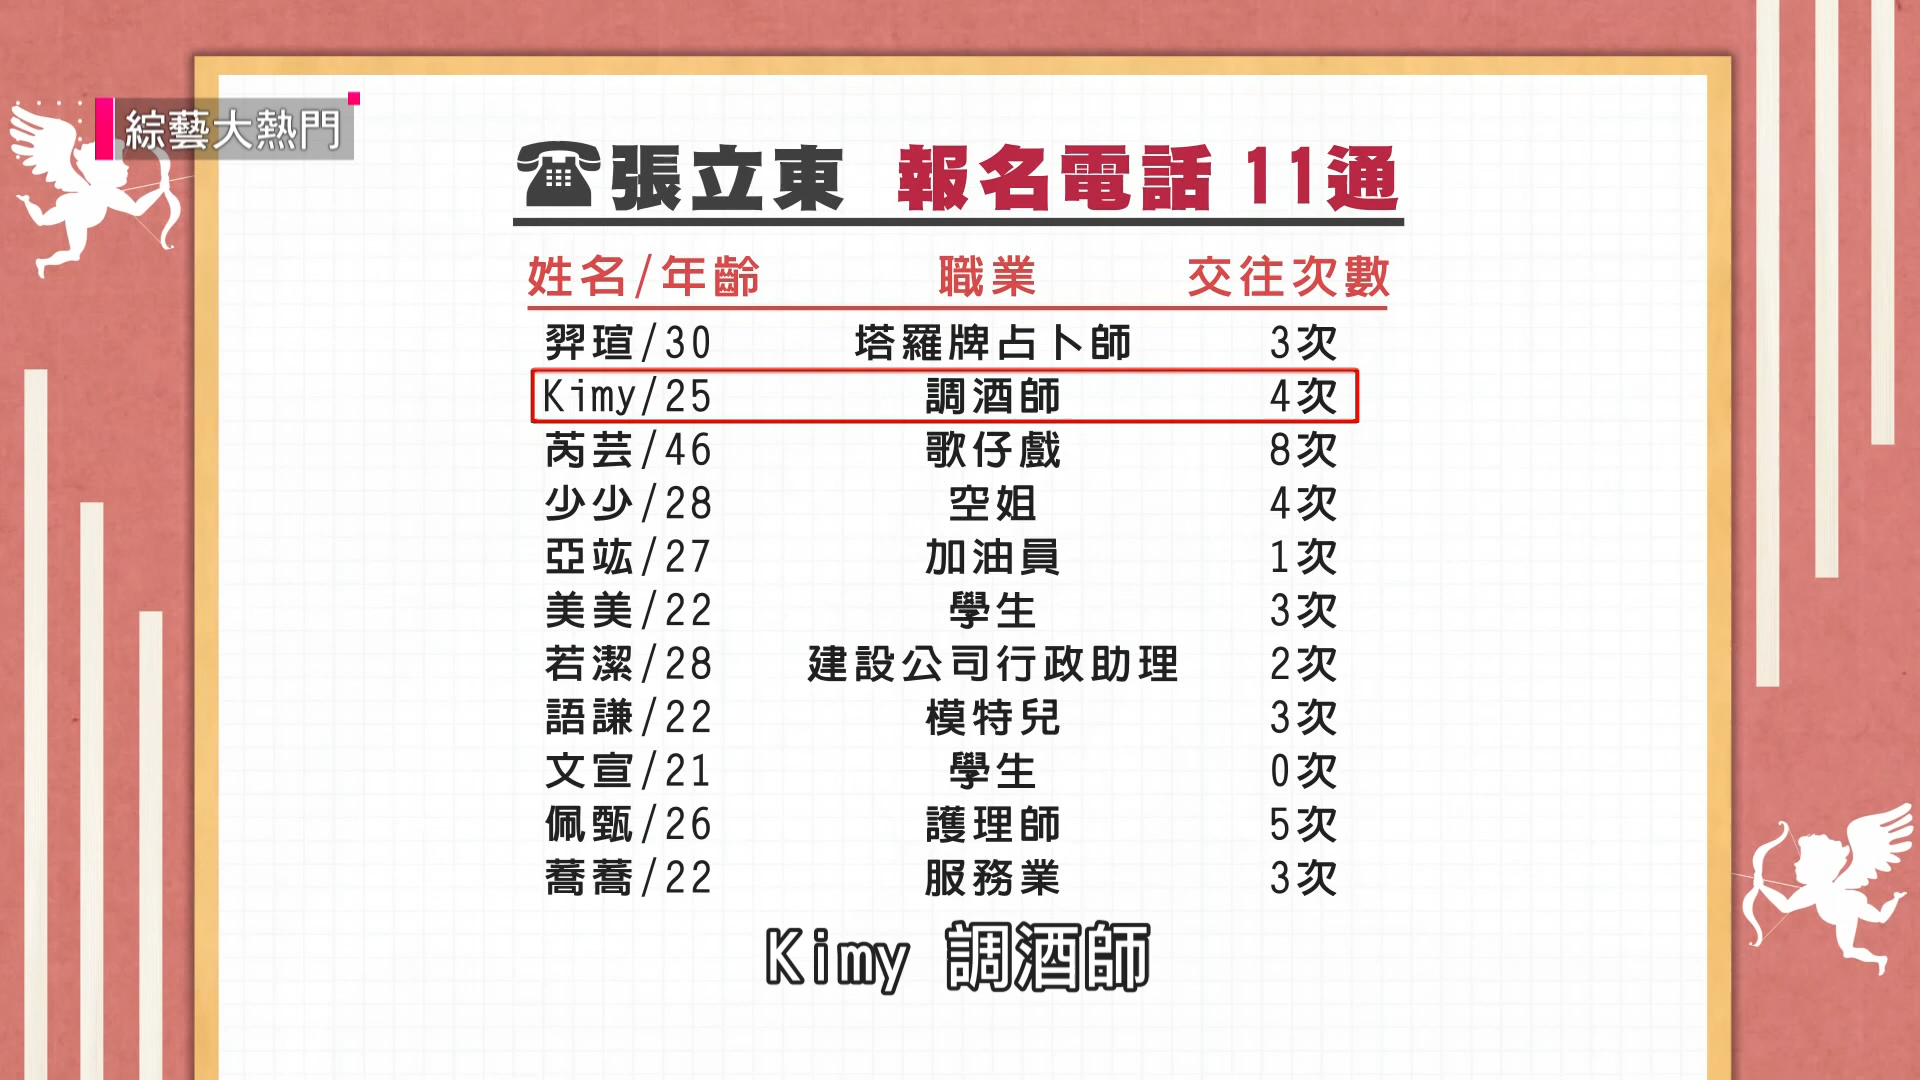 綜藝大熱門
☎張立東 報名電話 11通
姓名/年齡 職業 交往次數
羿瑄/30 塔羅牌占卜師 3次
Kimy/25 調酒師 4次
芮芸/46 歌仔戲 8次
少少/28 空姐 4次
亞竑/27 加油員 1次
美美/22 學生 3次
若潔/28 建設公司行政助理 2次
語謙/22 模特兒 3次
文宣/21 學生 0次
佩甄/26 護理師 5次
蕎蕎/22 服務業 3次
Kimy 調酒師